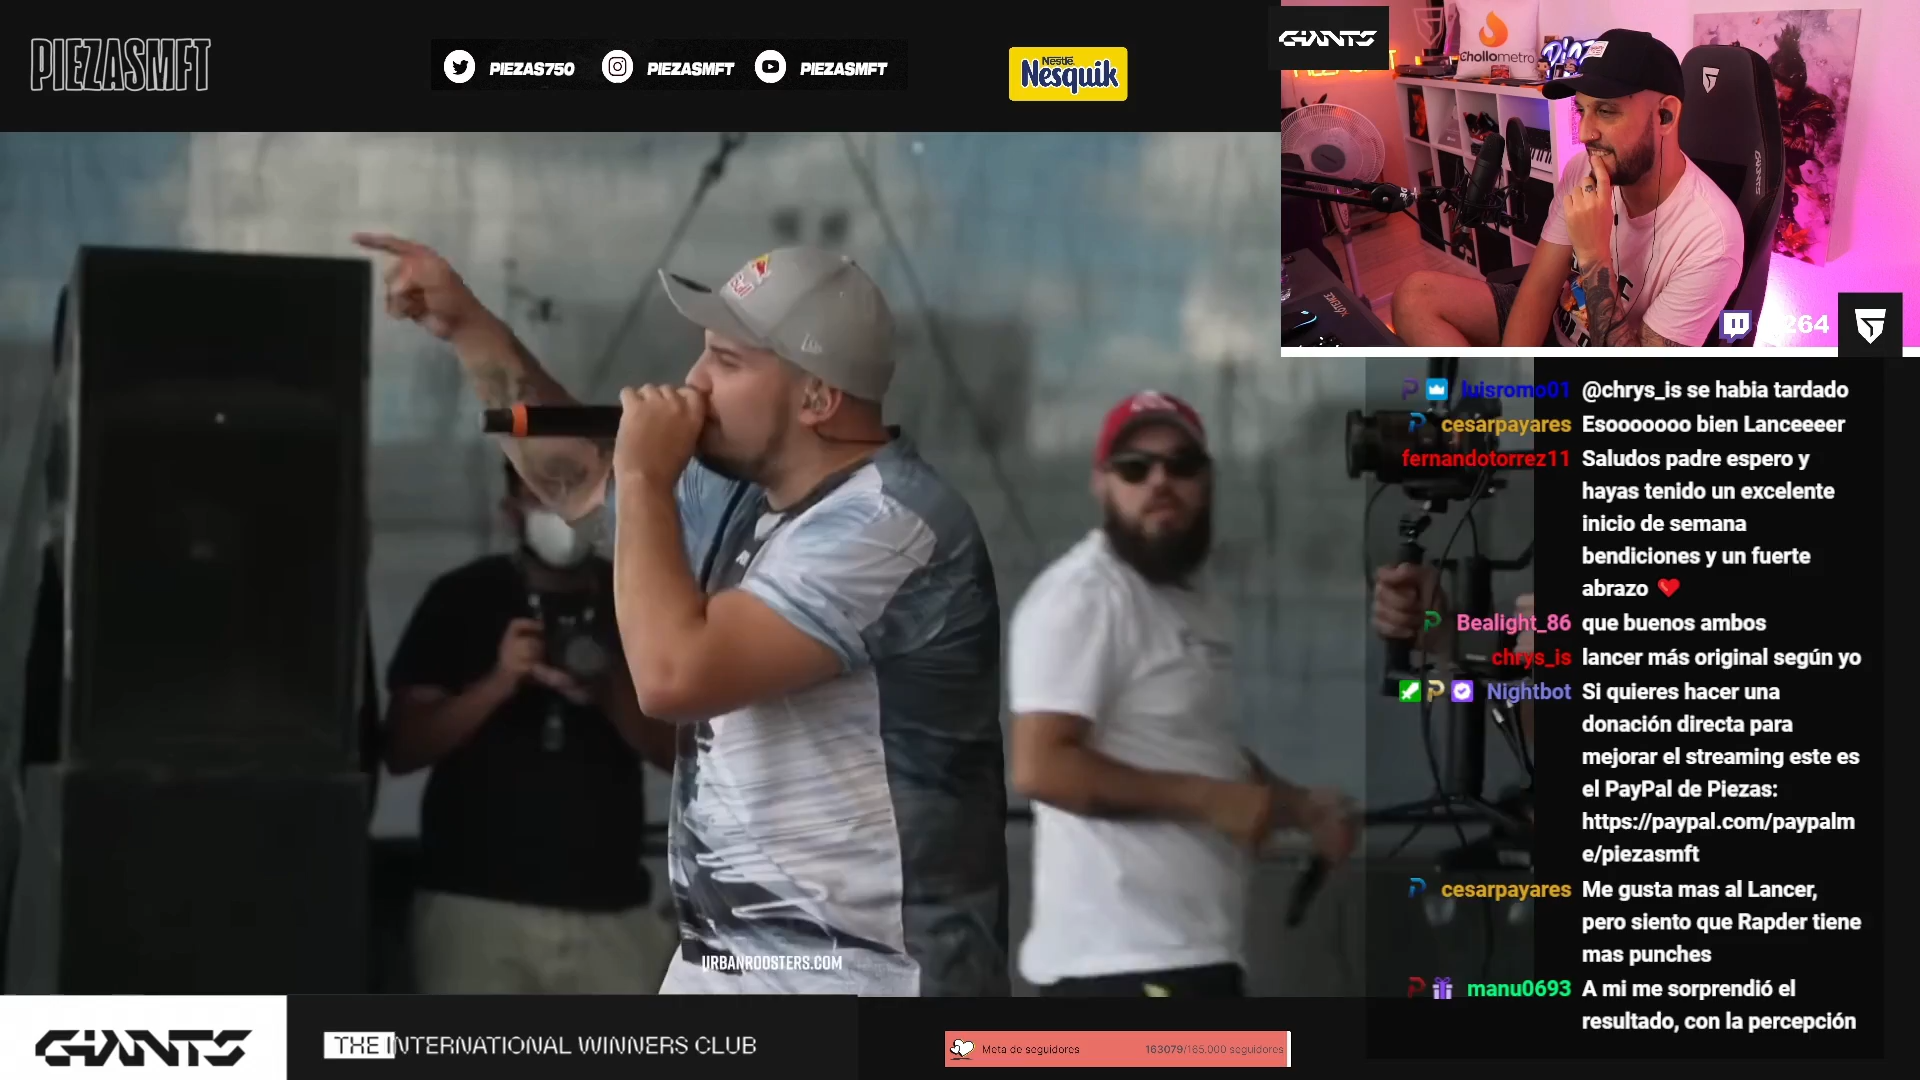 PIEZASMFT
PIEZAS750
PIEZASMFT
PIEZASMFT
Nestlé
Nesquik
GIANTS
Chollometro
264
Red Bull
luisromo01 @chrys_is se habia tardado
cesarpayares Esooooooo bien Lanceeeer
fernandotorrez11 Saludos padre espero y
hayas tenido un excelente
inicio de semana
bendiciones y un fuerte
abrazo
Bealight_86 que buenos ambos
chrys_is lancer más original según yo
Nightbot Si quieres hacer una
donación directa para
mejorar el streaming este es
el PayPal de Piezas:
https://paypal.com/paypalm
e/piezasmft
cesarpayares Me gusta mas al Lancer,
pero siento que Rapder tiene
mas punches
manu0693 A mi me sorprendió el
resultado, con la percepción
URBANROOSTERS.COM
GIANTS
THE INTERNATIONAL WINNERS CLUB
Meta de seguidores 163079/165.000 seguidores